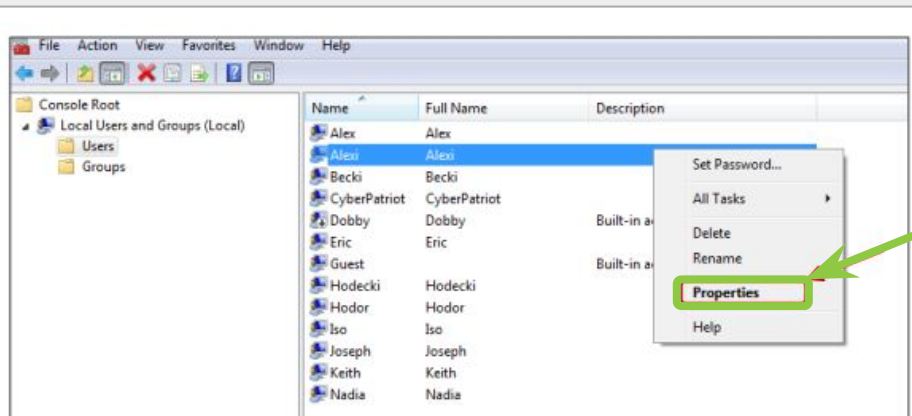 File Action View Favorites Window Help
Console Root
Local Users and Groups (Local)
Users
Groups
Name Full Name Description
Alex Alex
Alexi Alexi
Becki Becki
CyberPatriot CyberPatriot
Dobby Dobby Built-in a
Eric Eric
Guest Built-in a
Hodecki Hodecki
Hodor Hodor
Iso Iso
Joseph Joseph
Keith Keith
Nadia Nadia
Set Password...
All Tasks
Delete
Rename
Properties
Help